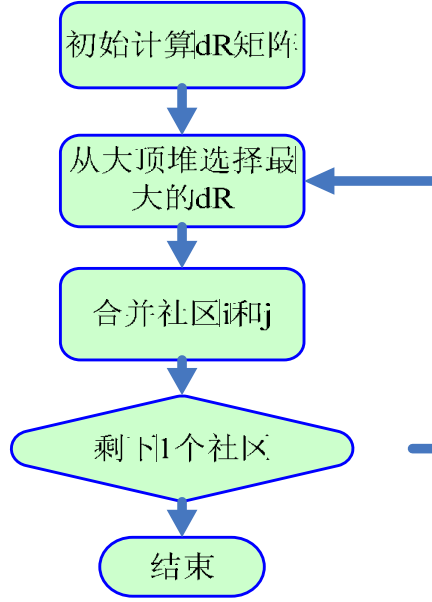 初始计算dR矩阵
从大顶堆选择最
大的dR
合并社区i和j
剩下1个社区
结束